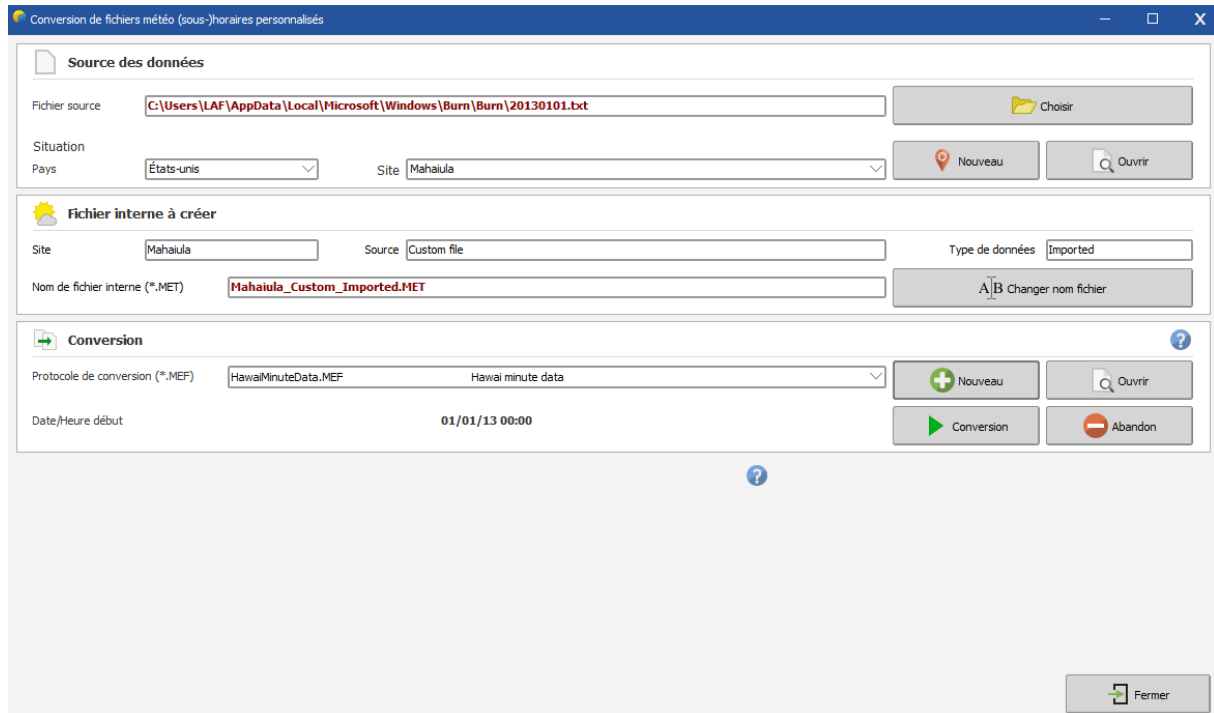 Conversion de fichiers météo (sous-)horaires personnalisés
Source des données
Fichier source C:\Users\LAF\AppData\Local\Microsoft\Windows\Burn\Burn\20130101.txt Choisir
Situation
Pays États-unis Site Mahaiula Nouveau Ouvrir
Fichier interne à créer
Site Mahaiula Source Custom file Type de données Imported
Nom de fichier interne (*.MET) Mahaiula_Custom_Imported.MET A B Changer nom fichier
Conversion
Protocole de conversion (*.MEF) HawaiMinuteData.MEF Hawai minute data Nouveau Ouvrir
Date/Heure début 01/01/13 00:00 Conversion Abandon
Fermer